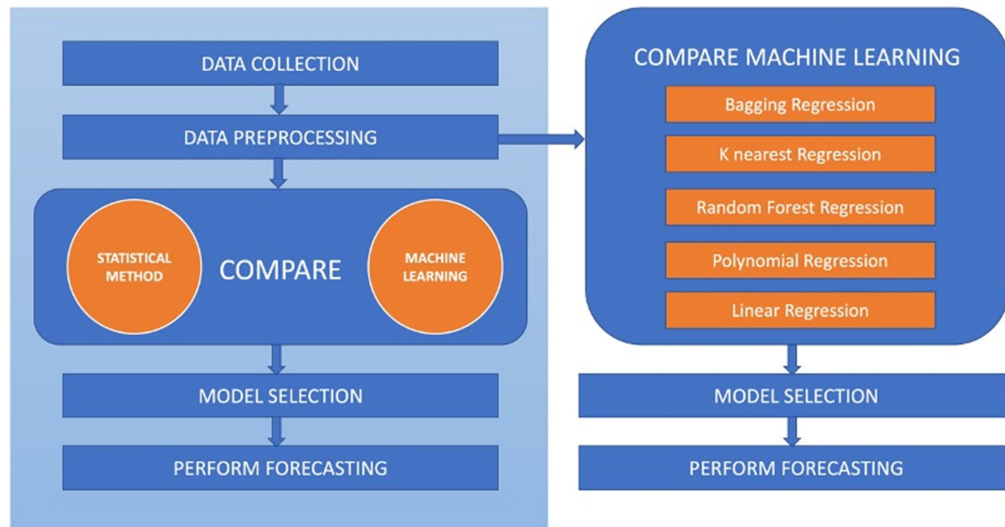 DATA COLLECTION
DATA PREPROCESSING
STATISTICAL
METHOD
COMPARE
MACHINE
LEARNING
MODEL SELECTION
PERFORM FORECASTING
COMPARE MACHINE LEARNING
Bagging Regression
K nearest Regression
Random Forest Regression
Polynomial Regression
Linear Regression
MODEL SELECTION
PERFORM FORECASTING